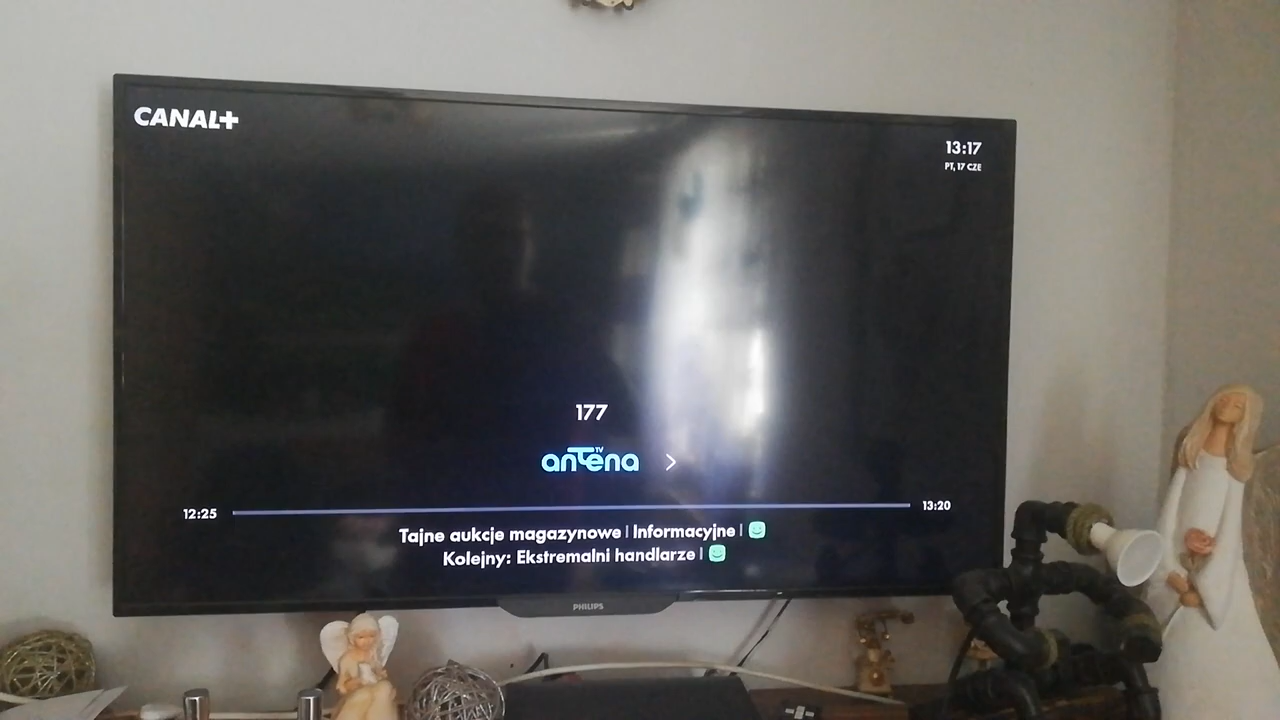 CANAL+
13:17
PT, 17 CZE
177
antena TV
12:25
13:20
Tajne aukcje magazynowe | Informacyjne |
Kolejny: Ekstremalni handlarze |
PHILIPS